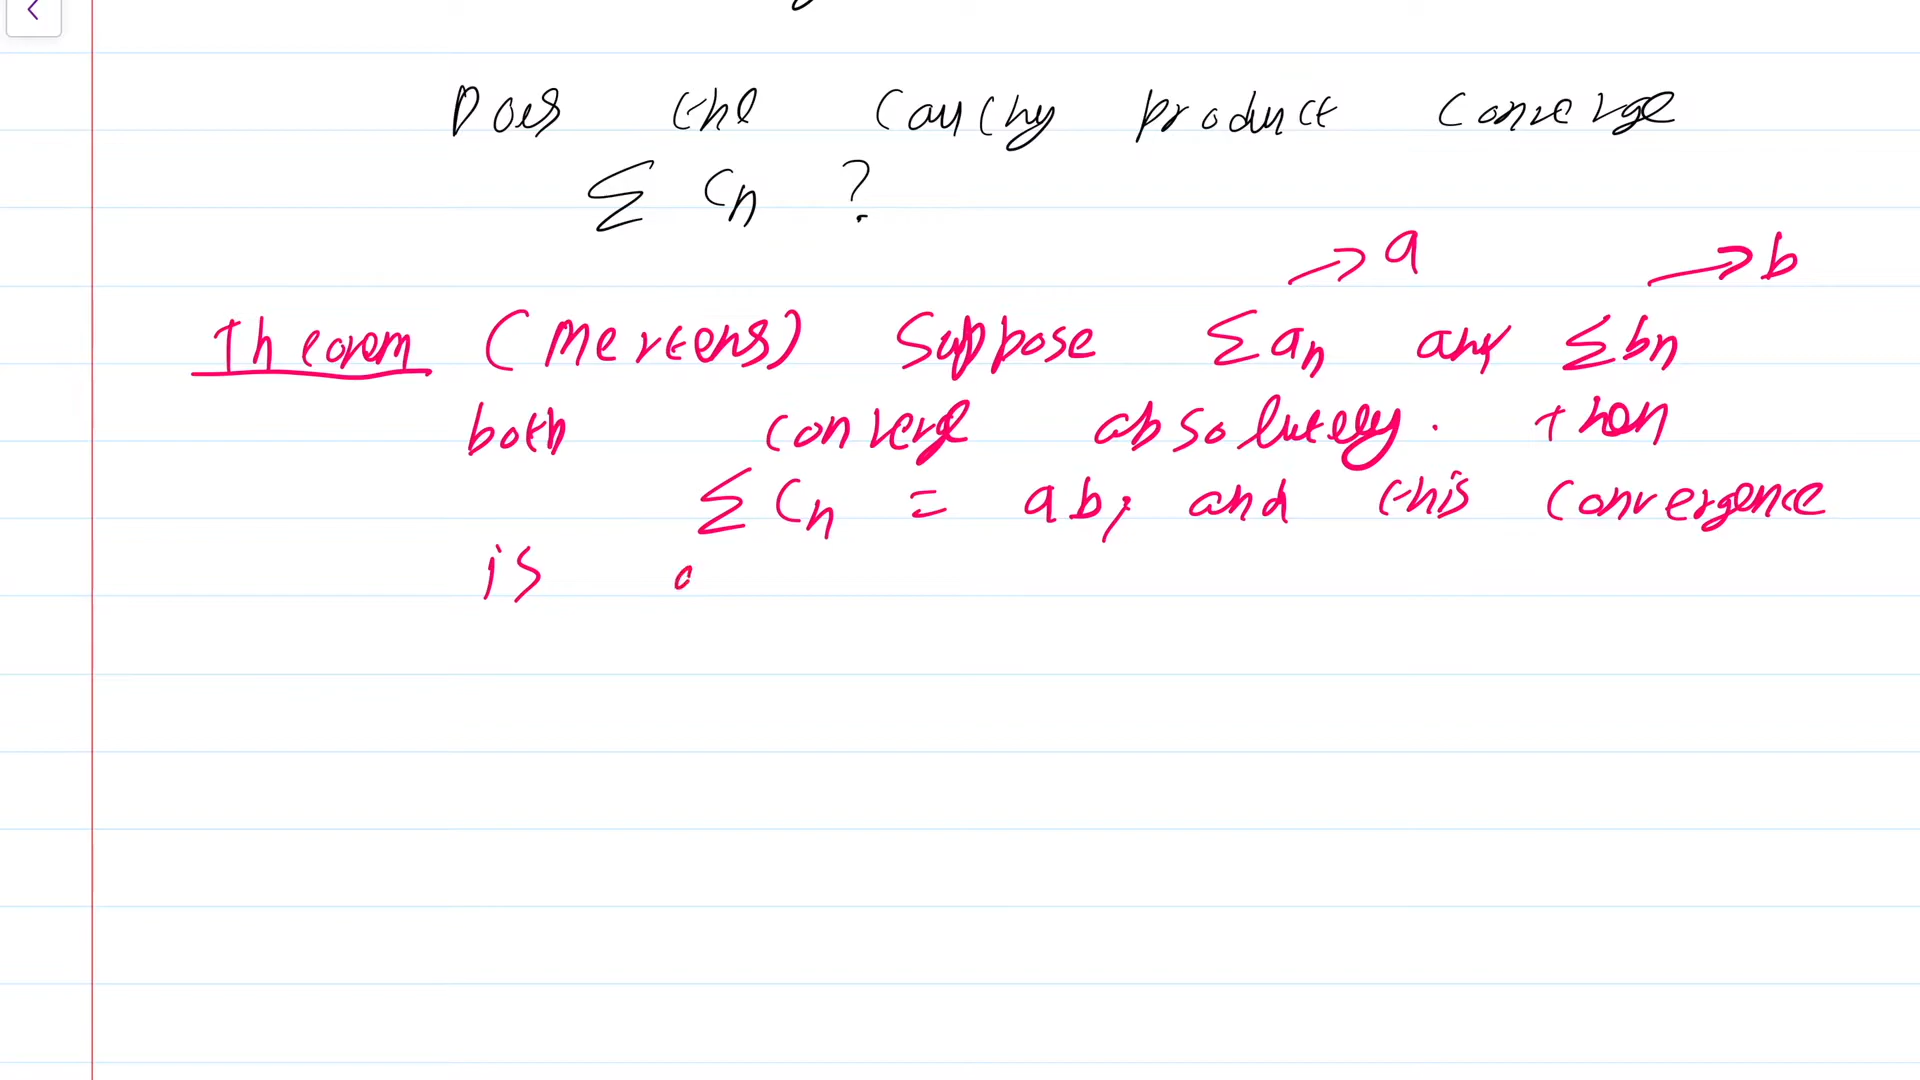 Does the Cauchy product converge
Σ Cn ?
→ a → b
Theorem (Mertens) Suppose Σan and Σbn
both converge absolutely. then
Σ Cn = ab, and this convergence
is